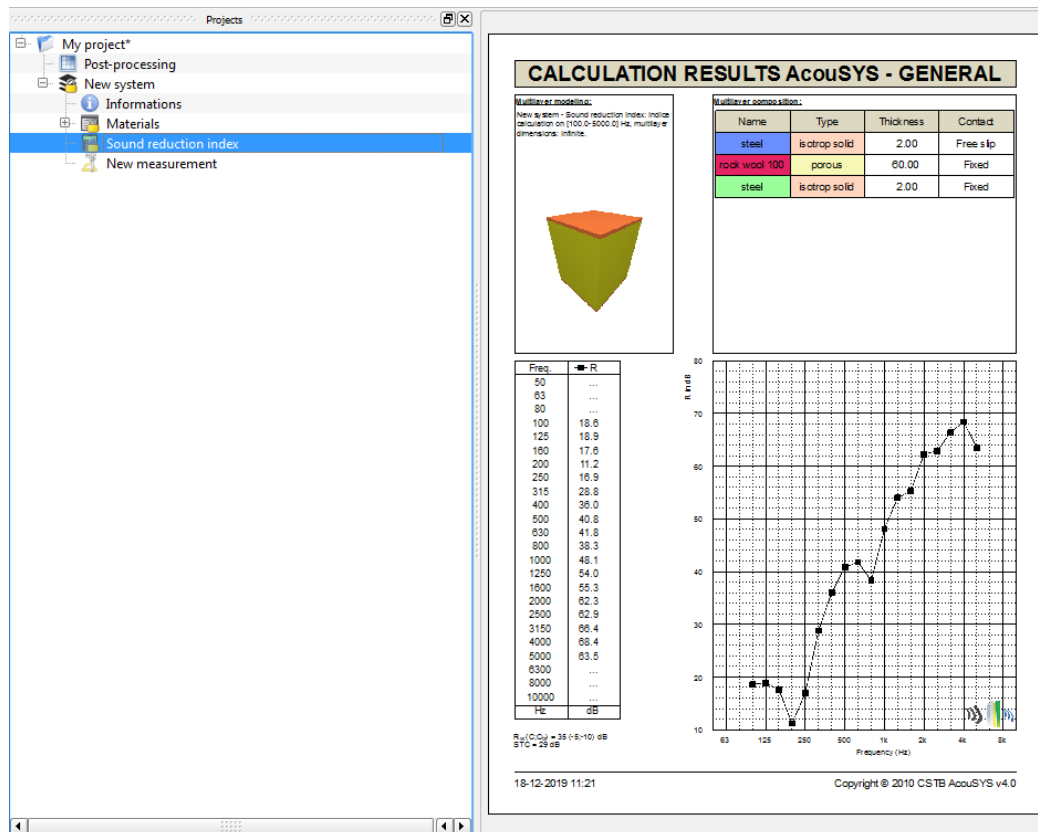 Projects
My project*
Post-processing
New system
Informations
Materials
Sound reduction index
New measurement
CALCULATION RESULTS AcouSYS - GENERAL
Multilayer modeling:
New system - Sound reduction index: Indice
calculation on [100.0-5000.0] Hz, multilayer
dimensions: infinite.
Multilayer composition:
Name Type Thickness Contact
steel isotrop solid 2.00 Free slip
rock wool 100 porous 60.00 Fixed
steel isotrop solid 2.00 Fixed
Freq. R
50 ...
63 ...
80 ...
100 18.6
125 18.9
160 17.6
200 11.2
250 16.9
315 28.8
400 36.0
500 40.8
630 41.8
800 38.3
1000 48.1
1250 54.0
1600 55.3
2000 62.3
2500 62.9
3150 66.4
4000 68.4
5000 63.5
6300 ...
8000 ...
10000 ...
Hz dB
Rw(C;Ctr) = 35 (-5;-10) dB
STC = 29 dB
R in dB
80
70
60
50
40
30
20
10
63 125 250 500 1k 2k 4k 8k
Frequency (Hz)
18-12-2019 11:21
Copyright © 2010 CSTB AcouSYS v4.0